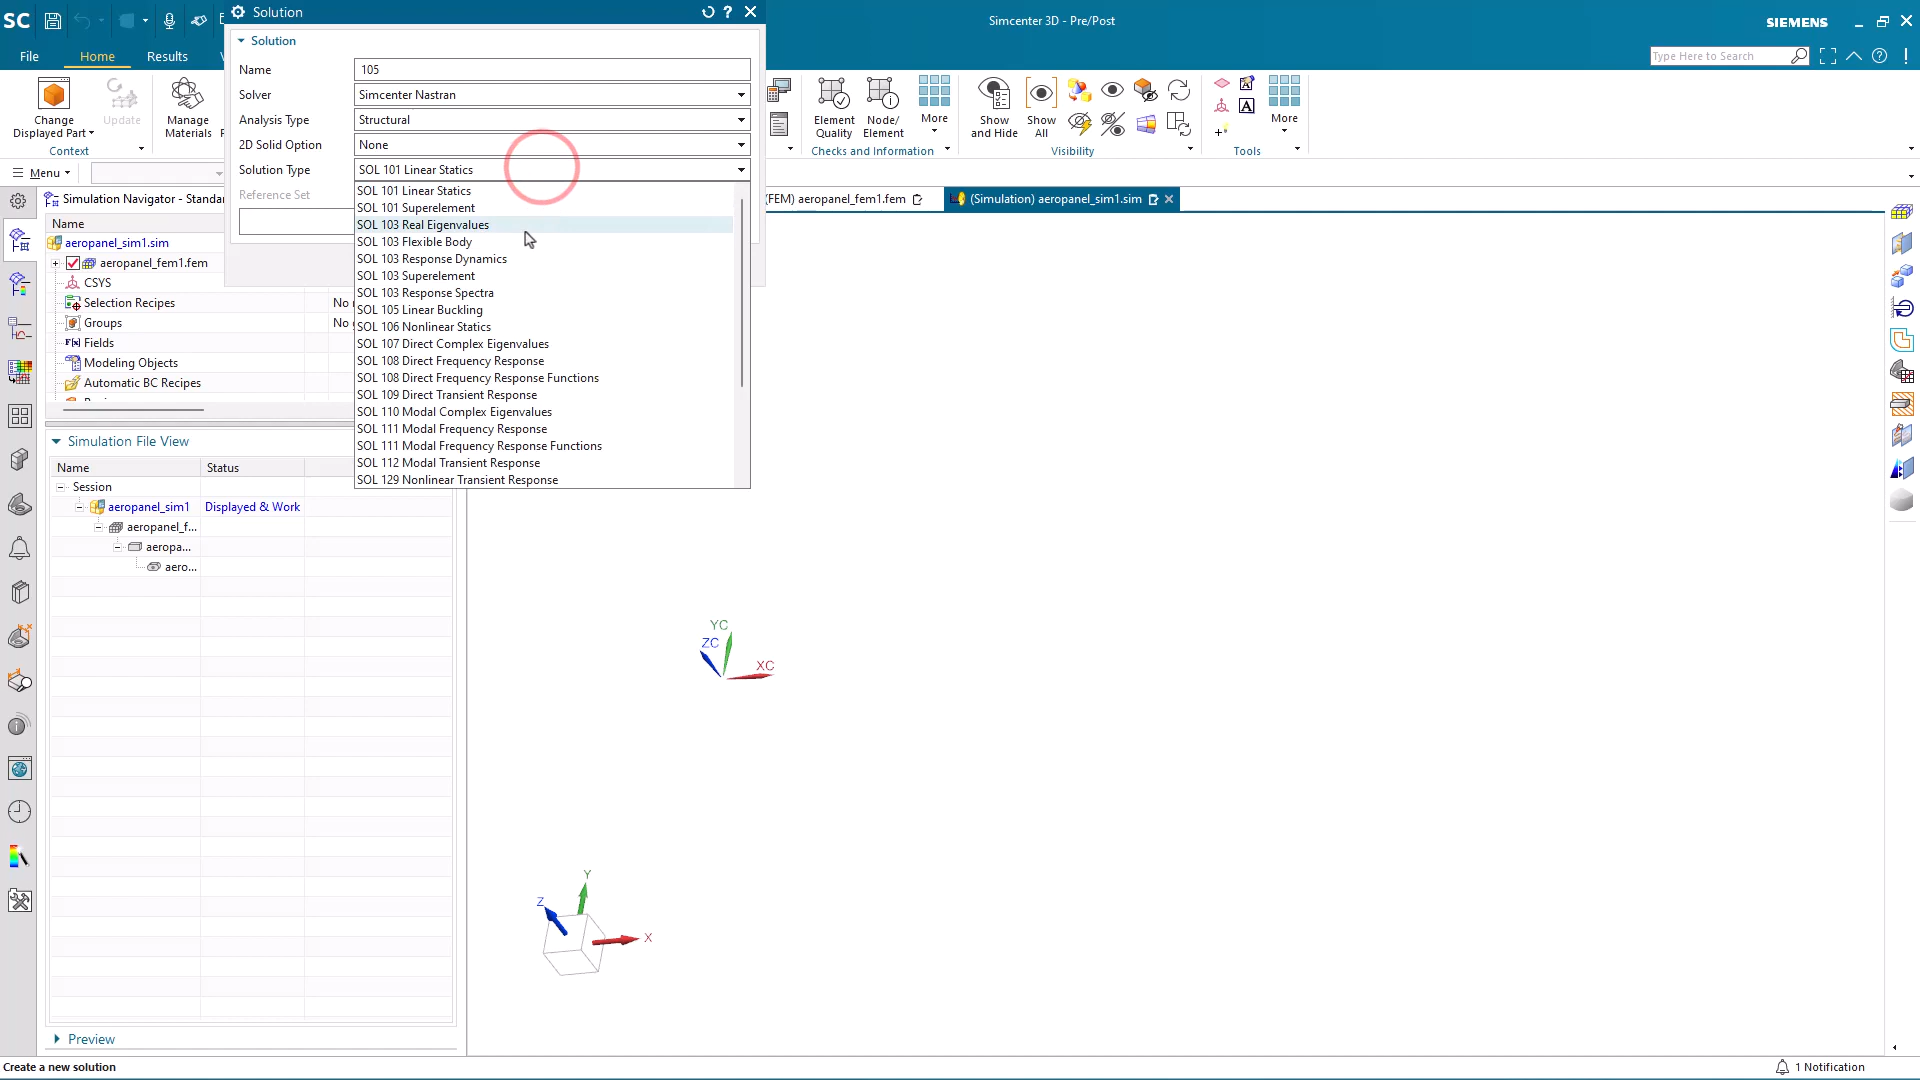 SC
Solution
Simcenter 3D - Pre/Post
SIEMENS
File
Home
Results
Type Here to Search
Solution
Name
105
Solver
Simcenter Nastran
Analysis Type
Structural
2D Solid Option
None
Solution Type
SOL 101 Linear Statics
Reference Set
SOL 101 Linear Statics
SOL 101 Superelement
SOL 103 Real Eigenvalues
SOL 103 Flexible Body
SOL 103 Response Dynamics
SOL 103 Superelement
SOL 103 Response Spectra
SOL 105 Linear Buckling
SOL 106 Nonlinear Statics
SOL 107 Direct Complex Eigenvalues
SOL 108 Direct Frequency Response
SOL 108 Direct Frequency Response Functions
SOL 109 Direct Transient Response
SOL 110 Modal Complex Eigenvalues
SOL 111 Modal Frequency Response
SOL 111 Modal Frequency Response Functions
SOL 112 Modal Transient Response
SOL 129 Nonlinear Transient Response
Change
Displayed Part
Update
Manage
Materials
Context
Element
Quality
Node/
Element
More
Checks and Information
Show
and Hide
Show
All
Visibility
More
Tools
Menu
Simulation Navigator - Standar
(FEM) aeropanel_fem1.fem
(Simulation) aeropanel_sim1.sim
Name
aeropanel_sim1.sim
aeropanel_fem1.fem
CSYS
Selection Recipes
No
Groups
No
Fields
Modeling Objects
Automatic BC Recipes
Simulation File View
Name
Status
Session
aeropanel_sim1
Displayed & Work
aeropanel_f...
aeropa...
aero...
YC
ZC
XC
Y
Z
X
Preview
Create a new solution
1 Notification